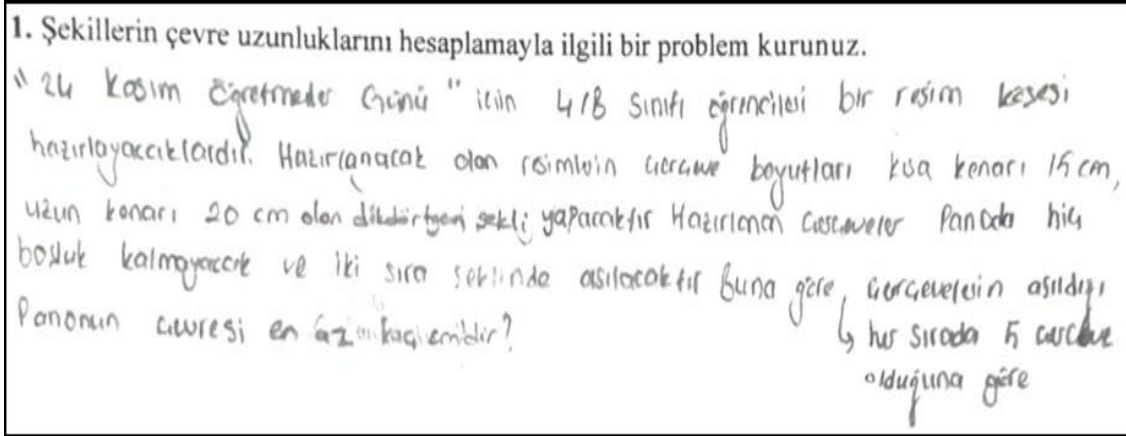 1. Şekillerin çevre uzunluklarını hesaplamayla ilgili bir problem kurunuz.
"24 Kasım Öğretmenler Günü" için 4/B Sınıfı öğrencileri bir resim köşesi
hazırlayacaklardır. Hazırlanacak olan resimlerin çerçeve boyutları kısa kenarı 15 cm,
uzun kenarı 20 cm olan dikdörtgen şekli yapacaktır Hazırlanan çerçeveler Panoda hiç
boşluk kalmayacak ve iki sıra şeklinde asılacaktır Buna göre, çerçevelerin asıldığı
Panonun çevresi en az kaç cmdir?
↳ her sırada 5 çerçeve
olduğuna göre